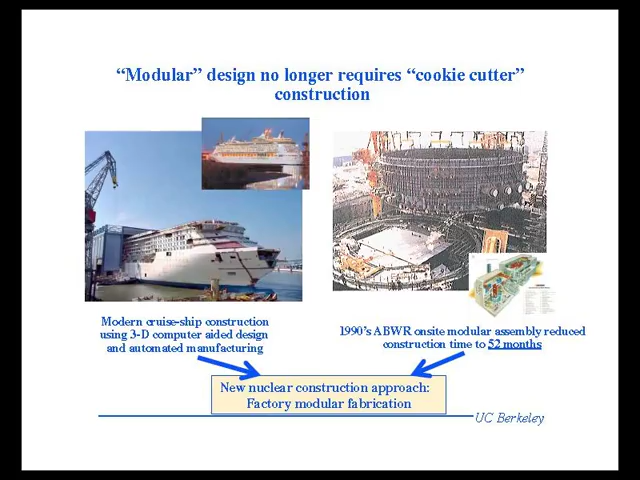 “Modular” design no longer requires “cookie cutter”
construction
Modern cruise-ship construction
using 3-D computer aided design
and automated manufacturing
1990’s ABWR onsite modular assembly reduced
construction time to 52 months
New nuclear construction approach:
Factory modular fabrication
UC Berkeley